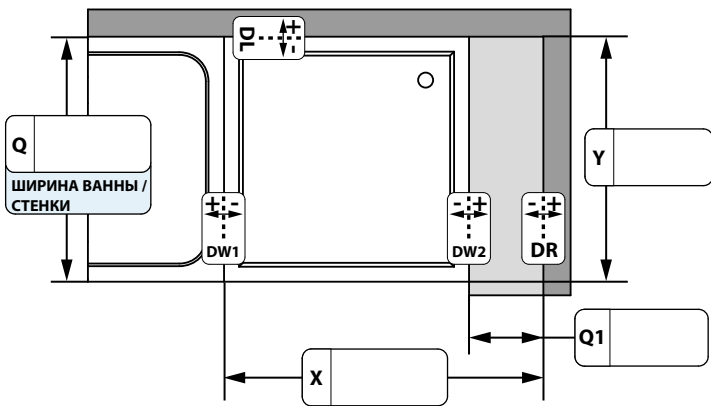 +
-
DL
Q
ШИРИНА ВАННЫ /
СТЕНКИ
Y
+ -
DW1
- +
DW2
- +
DR
Q1
X